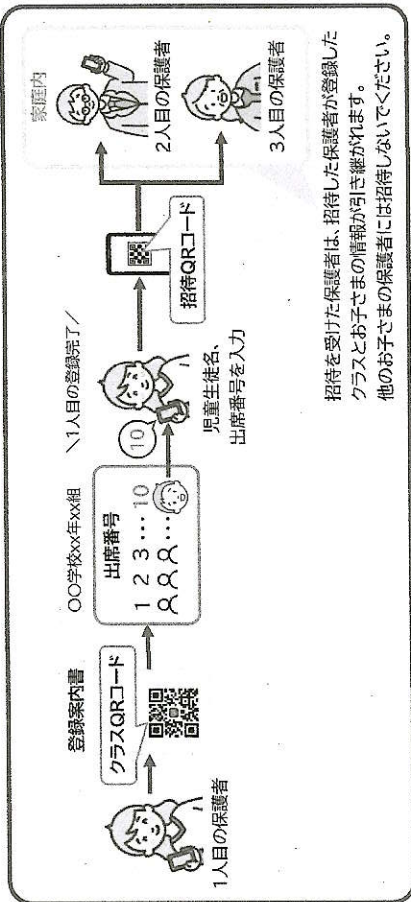 登録案内書
クラスQRコード
1人目の保護者
〇〇学校xx年xx組
出席番号
1 2 3 … 10
\1人目の登録完了/
10
児童生徒名、
出席番号を入力
招待QRコード
家庭内
2人目の保護者
3人目の保護者
招待を受けた保護者は、招待した保護者が登録した
クラスとお子さまの情報が引き継がれます。
他のお子さまの保護者には招待しないでください。